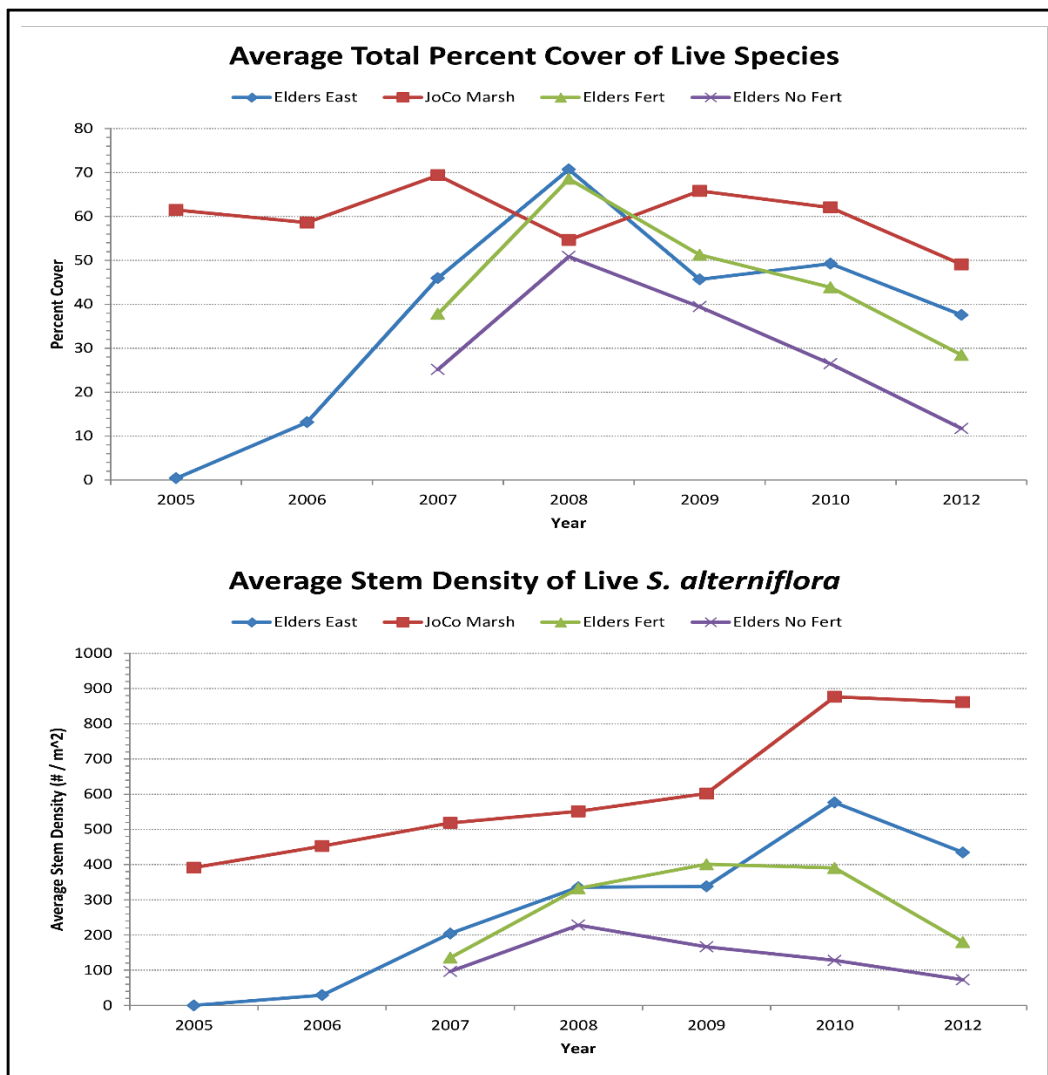 Average Total Percent Cover of Live Species
Elders East JoCo Marsh Elders Fert Elders No Fert
80
70
60
50
40
30
20
10
0
Percent Cover
2005 2006 2007 2008 2009 2010 2012
Year
Average Stem Density of Live S. alterniflora
Elders East JoCo Marsh Elders Fert Elders No Fert
1000
900
800
700
600
500
400
300
200
100
0
Average Stem Density (# / m^2)
2005 2006 2007 2008 2009 2010 2012
Year